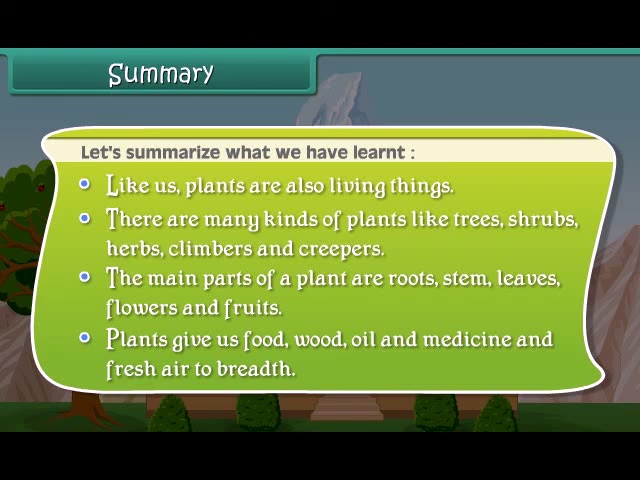 Summary
Let's summarize what we have learnt :
Like us, plants are also living things.
There are many kinds of plants like trees, shrubs,
herbs, climbers and creepers.
The main parts of a plant are roots, stem, leaves,
flowers and fruits.
Plants give us food, wood, oil and medicine and
fresh air to breadth.